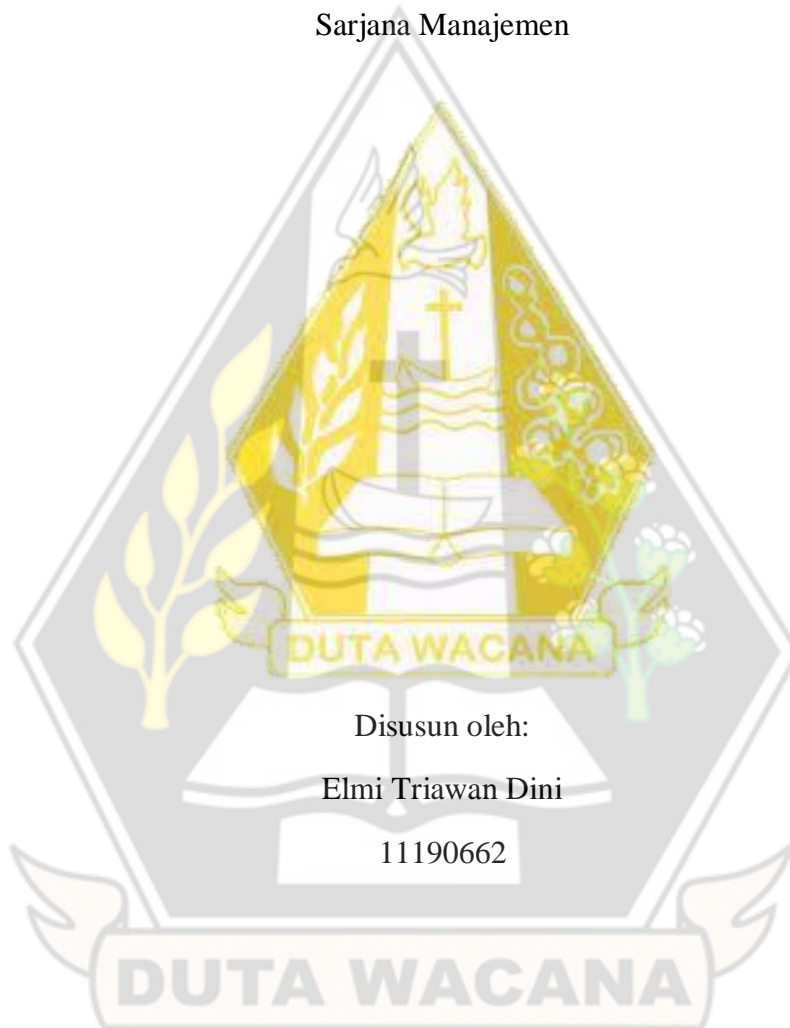 Sarjana Manajemen
DUTA WACANA
Disusun oleh:
Elmi Triawan Dini
11190662
DUTA WACANA